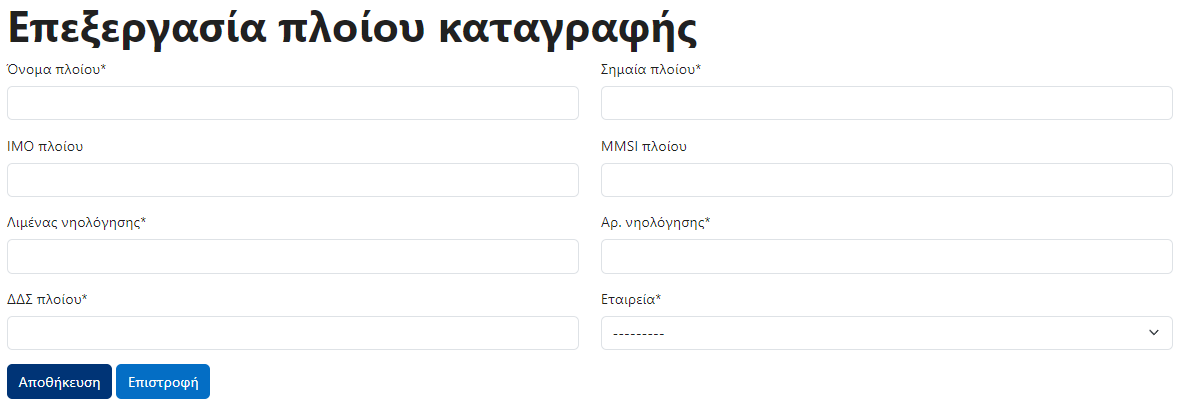 Επεξεργασία πλοίου καταγραφής
Όνομα πλοίου*
Σημαία πλοίου*
IMO πλοίου
MMSI πλοίου
Λιμένας νηολόγησης*
Αρ. νηολόγησης*
ΔΔΣ πλοίου*
Εταιρεία*
---------
Αποθήκευση
Επιστροφή